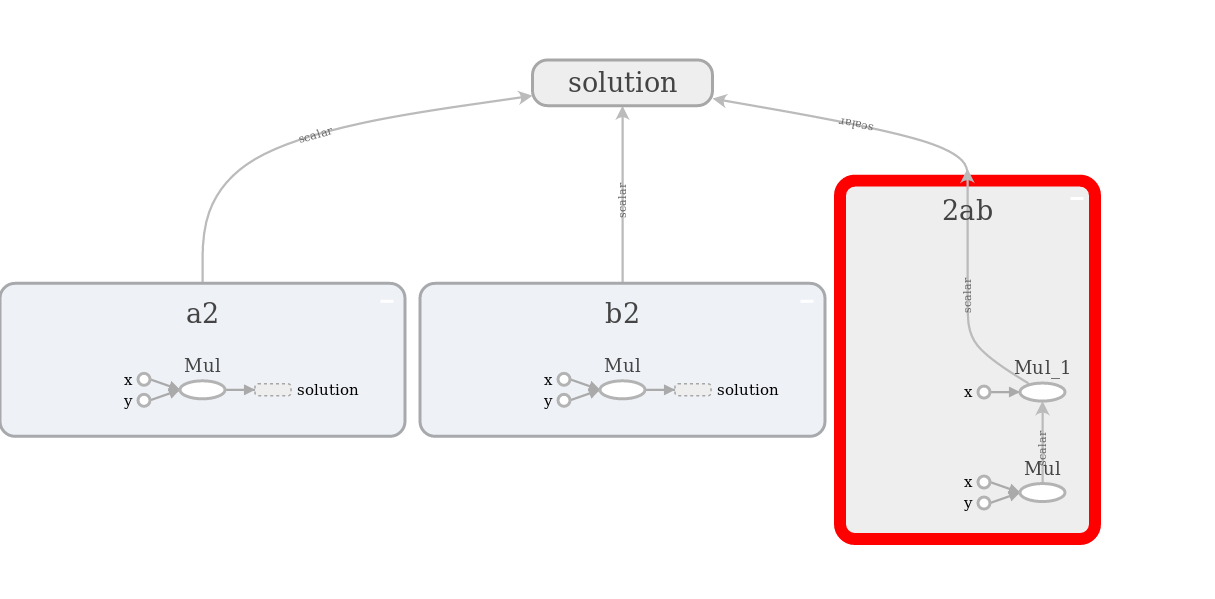 solution
scalar
scalar
scalar
2ab
scalar
a2
Mul
x
y
solution
b2
Mul
x
y
solution
Mul_1
x
scalar
Mul
x
y